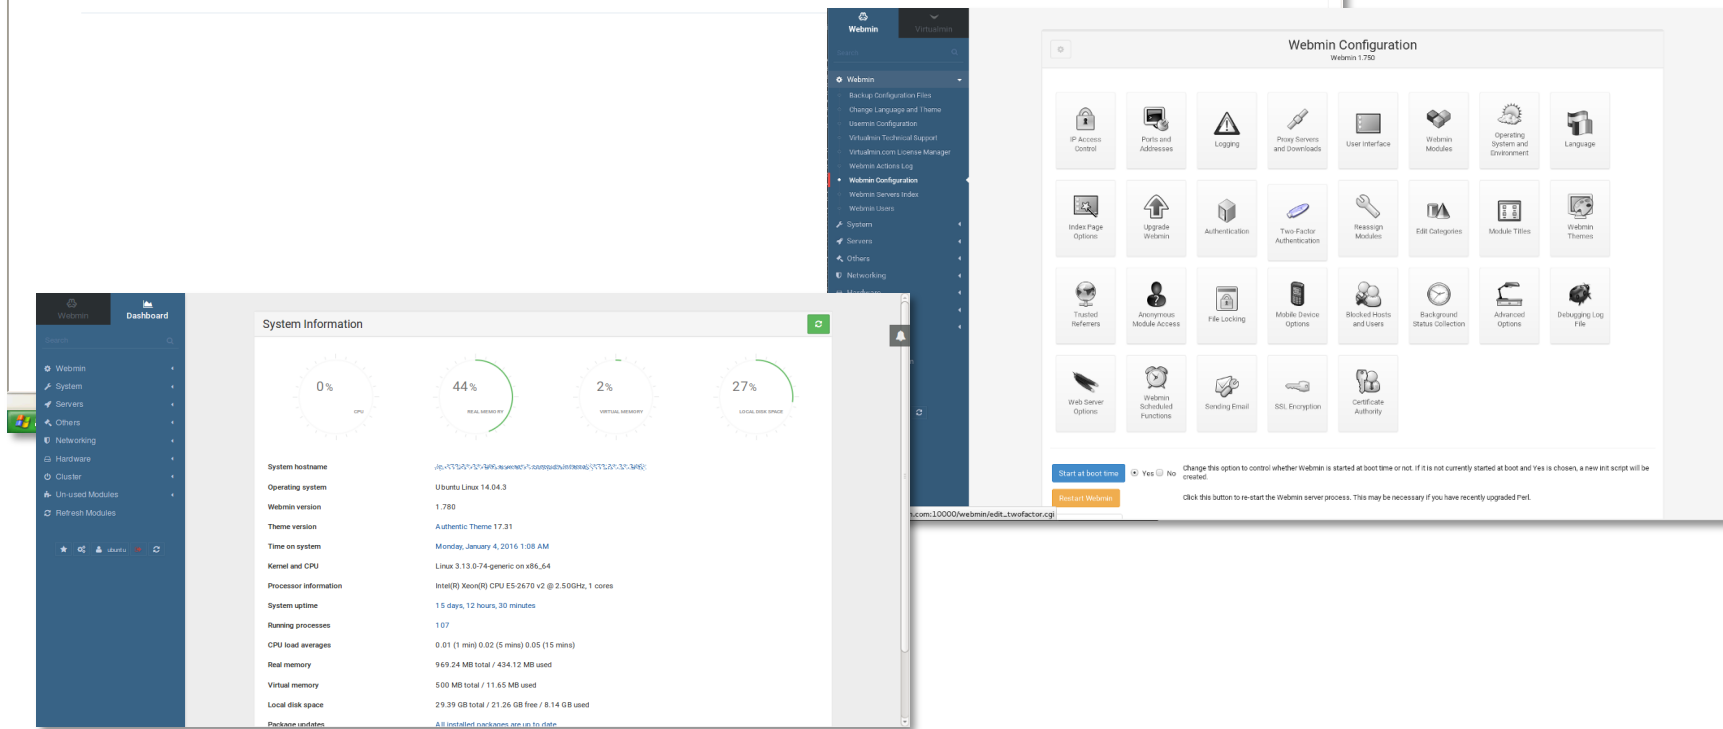 Webmin
Virtualmin
Search
Webmin
Backup Configuration Files
Change Language and Theme
Usermin Configuration
Virtualmin Technical Support
Virtualmin.com License Manager
Webmin Actions Log
Webmin Configuration
Webmin Servers Index
Webmin Users
System
Servers
Others
Networking
Hardware
Webmin Configuration
Webmin 1.750
IP Access Control
Ports and Addresses
Logging
Proxy Servers and Downloads
User Interface
Webmin Modules
Operating System and Environment
Language
Index Page Options
Upgrade Webmin
Authentication
Two-Factor Authentication
Reassign Modules
Edit Categories
Module Titles
Webmin Themes
Trusted Referrers
Anonymous Module Access
File Locking
Mobile Device Options
Blocked Hosts and Users
Background Status Collection
Advanced Options
Debugging Log File
Web Server Options
Webmin Scheduled Functions
Sending Email
SSL Encryption
Certificate Authority
Start at boot time
Yes No
Change this option to control whether Webmin is started at boot time or not. If it is not currently started at boot and Yes is chosen, a new init script will be
created.
Restart Webmin
Click this button to re-start the Webmin server process. This may be necessary if you have recently upgraded Perl.
.com:10000/webmin/edit_twofactor.cgi
Webmin
Dashboard
Search
Webmin
System
Servers
Others
Networking
Hardware
Cluster
Un-used Modules
Refresh Modules
ubuntu
System Information
0%
CPU
44%
REAL MEMORY
2%
VIRTUAL MEMORY
27%
LOCAL DISK SPACE
System hostname
Operating system Ubuntu Linux 14.04.3
Webmin version 1.780
Theme version Authentic Theme 17.31
Time on system Monday, January 4, 2016 1:08 AM
Kernel and CPU Linux 3.13.0-74-generic on x86_64
Processor information Intel(R) Xeon(R) CPU E5-2670 v2 @ 2.50GHz, 1 cores
System uptime 15 days, 12 hours, 30 minutes
Running processes 107
CPU load averages 0.01 (1 min) 0.02 (5 mins) 0.05 (15 mins)
Real memory 969.24 MB total / 434.12 MB used
Virtual memory 500 MB total / 11.65 MB used
Local disk space 29.39 GB total / 21.26 GB free / 8.14 GB used
Package updates All installed packages are up to date